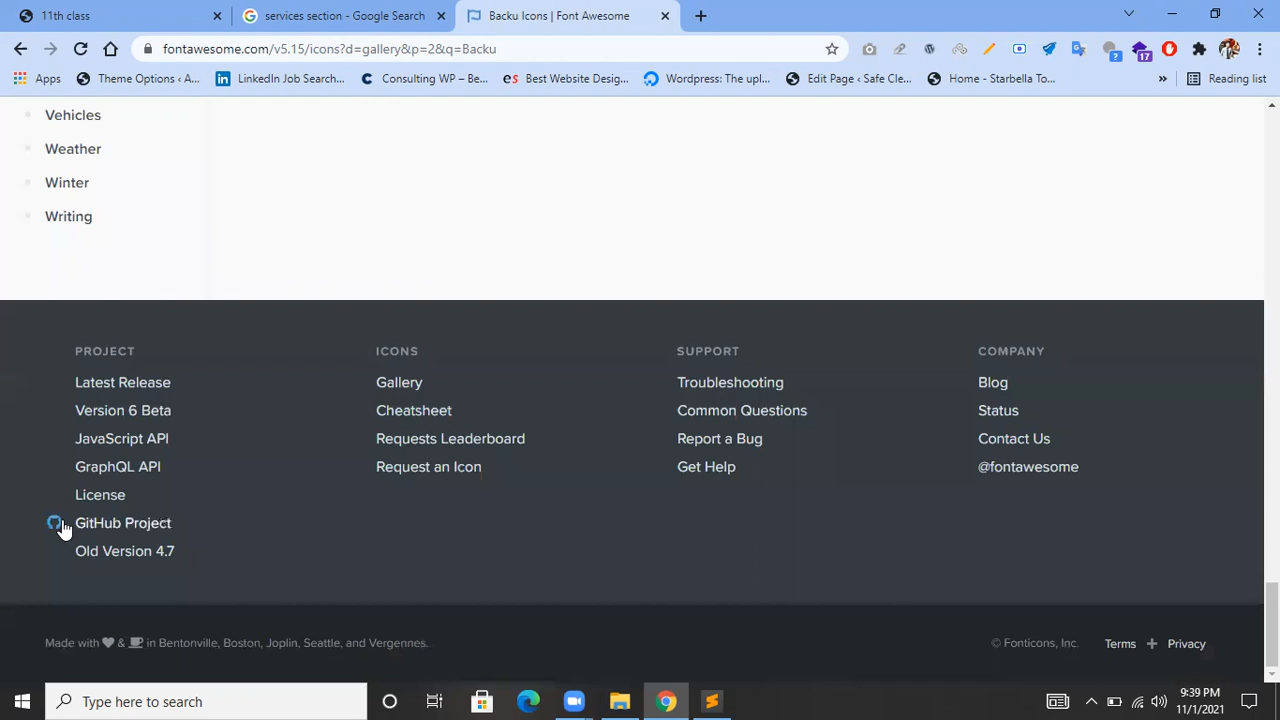 11th class
services section - Google Search
Backu Icons | Font Awesome
fontawesome.com/v5.15/icons?d=gallery&p=2&q=Backu
?
17
Apps
Theme Options ‹ A...
LinkedIn Job Search...
Consulting WP – Be...
es Best Website Desig...
Wordpress: The upl...
Edit Page ‹ Safe Cle...
Home - Starbella To...
»
Reading list
Vehicles
Weather
Winter
Writing
PROJECT
Latest Release
Version 6 Beta
JavaScript API
GraphQL API
License
GitHub Project
Old Version 4.7
ICONS
Gallery
Cheatsheet
Requests Leaderboard
Request an Icon
SUPPORT
Troubleshooting
Common Questions
Report a Bug
Get Help
COMPANY
Blog
Status
Contact Us
@fontawesome
Made with ♥ & in Bentonville, Boston, Joplin, Seattle, and Vergennes.
© Fonticons, Inc.
Terms + Privacy
Type here to search
9:39 PM
11/1/2021